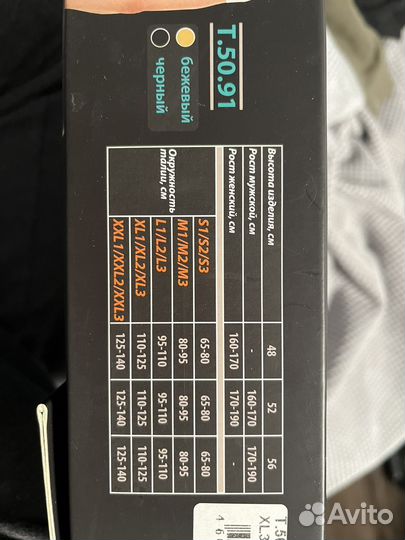 Т.50.91
бежевый
черный
Высота изделия, см 48 52 56
Рост мужской, см - 160-170 170-190
Рост женский, см 160-170 170-190 -
Окружность талии, см
S1/S2/S3 65-80 65-80 65-80
M1/M2/M3 80-95 80-95 80-95
L1/L2/L3 95-110 95-110 95-110
XL1/XL2/XL3 110-125 110-125 110-125
XXL1/XXL2/XXL3 125-140 125-140 125-140
XL3
Avito